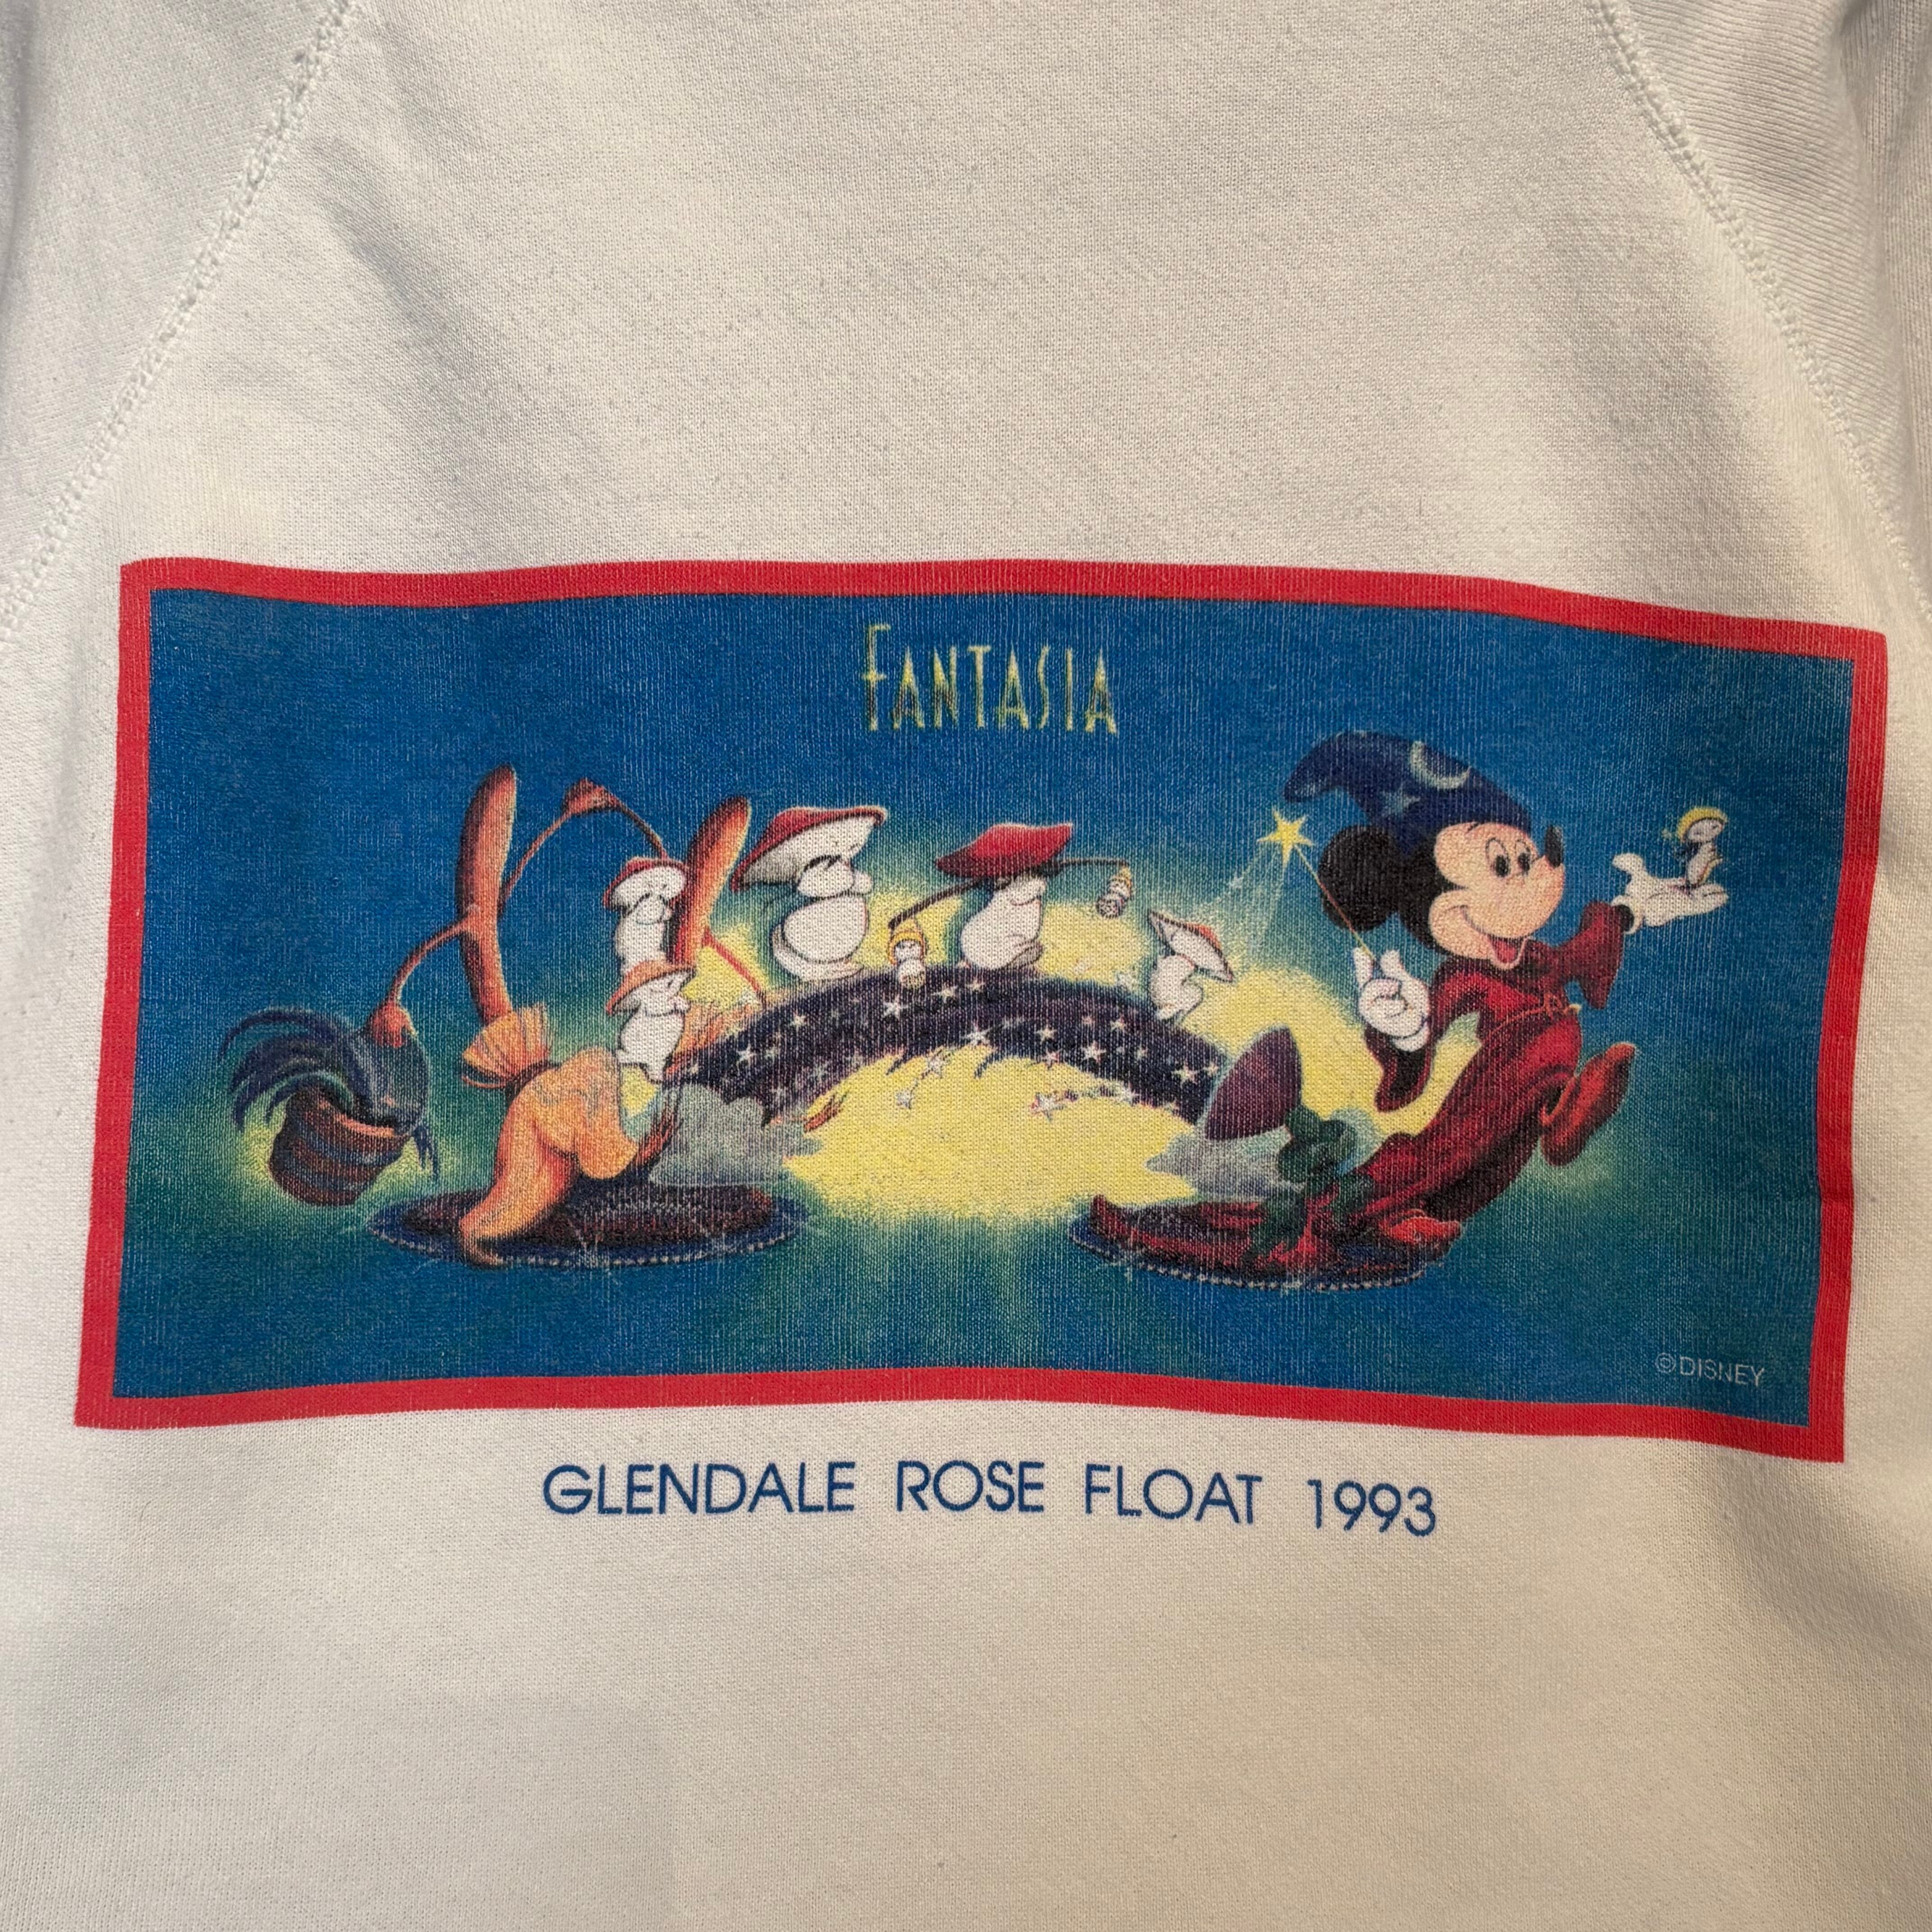 FANTASIA
©DISNEY
GLENDALE ROSE FLOAT 1993